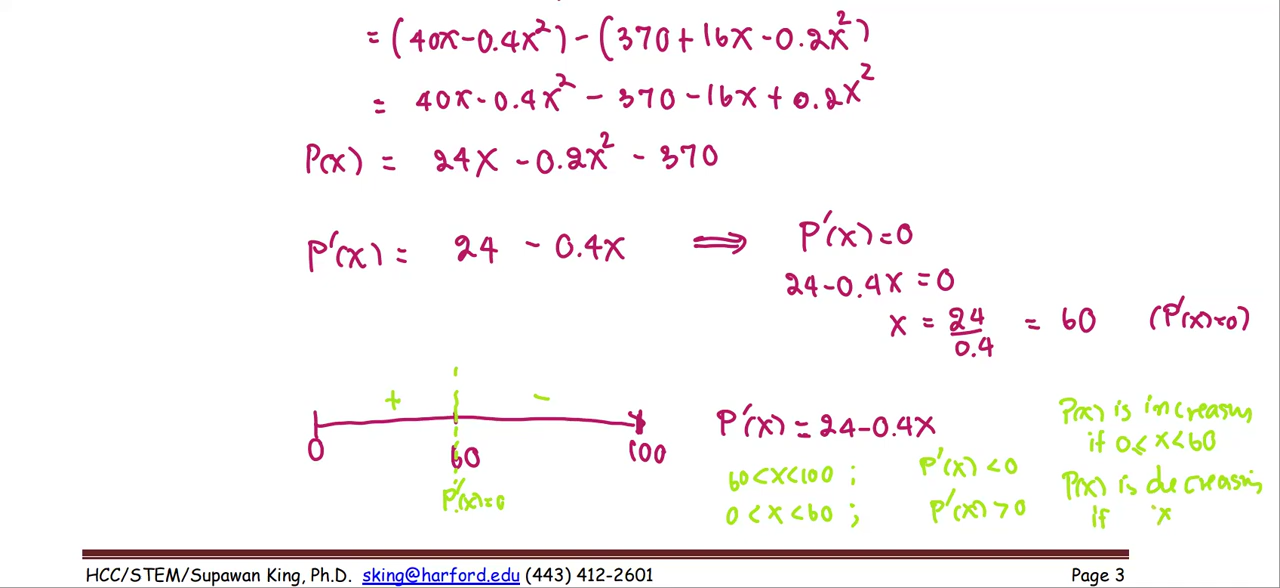 = (40x-0.4x²) - (370+16x-0.2x²)
= 40x-0.4x² - 370-16x+0.2x²
P(x) = 24x -0.2x² - 370
P'(x) = 24 - 0.4x ⟹ P'(x)=0
24-0.4x = 0
x = 24/0.4 = 60 (P'(x)=0)
+ -
0 60 100
P'(x)=0
P'(x) = 24-0.4x
60<x<100 ; P'(x) <0
0 <x <60 ; P'(x) >0
P(x) is increasing
if 0≤ x<60
P(x) is decreasing
if x
HCC/STEM/Supawan King, Ph.D. sking@harford.edu (443) 412-2601 Page 3